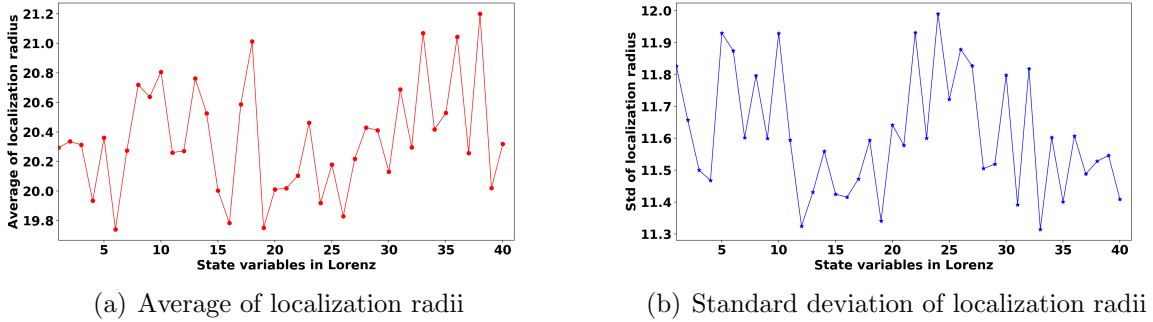 21.2
21.0
20.8
20.6
20.4
20.2
20.0
19.8
Average of localization radius
5 10 15 20 25 30 35 40
State variables in Lorenz
(a) Average of localization radii
12.0
11.9
11.8
11.7
11.6
11.5
11.4
11.3
Std of localization radius
5 10 15 20 25 30 35 40
State variables in Lorenz
(b) Standard deviation of localization radii